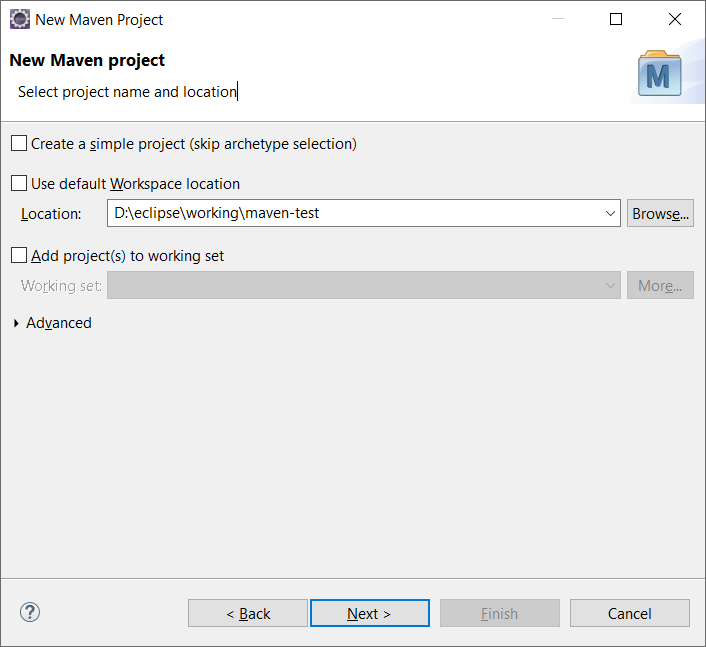 New Maven Project
New Maven project
Select project name and location
M
Create a simple project (skip archetype selection)
Use default Workspace location
Location: D:\eclipse\working\maven-test Browse...
Add project(s) to working set
Working set: More...
Advanced
? < Back Next > Finish Cancel